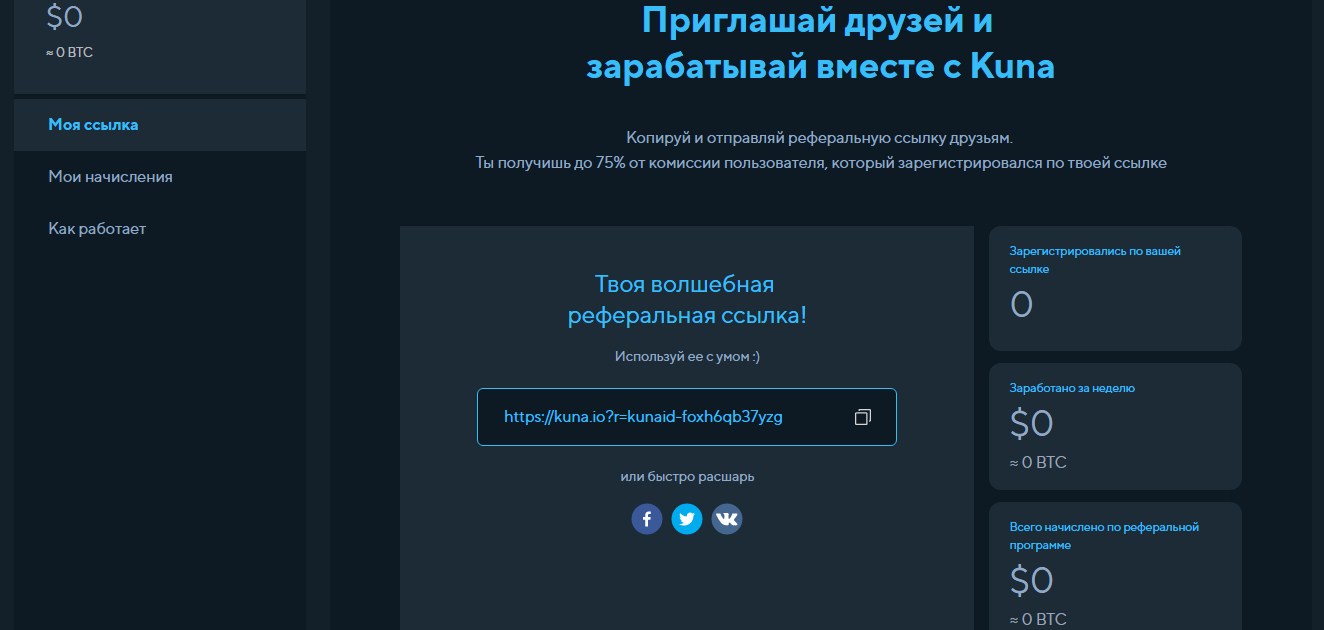 $0
≈ 0 BTC
Моя ссылка
Мои начисления
Как работает
Приглашай друзей и
зарабатывай вместе с Kuna
Копируй и отправляй реферальную ссылку друзьям.
Ты получишь до 75% от комиссии пользователя, который зарегистрировался по твоей ссылке
Твоя волшебная
реферальная ссылка!
Используй ее с умом :)
https://kuna.io?r=kunaid-foxh6qb37yzg
или быстро расшарь
Зарегистрировались по вашей
ссылке
0
Заработано за неделю
$0
≈ 0 BTC
Всего начислено по реферальной
программе
$0
≈ 0 BTC